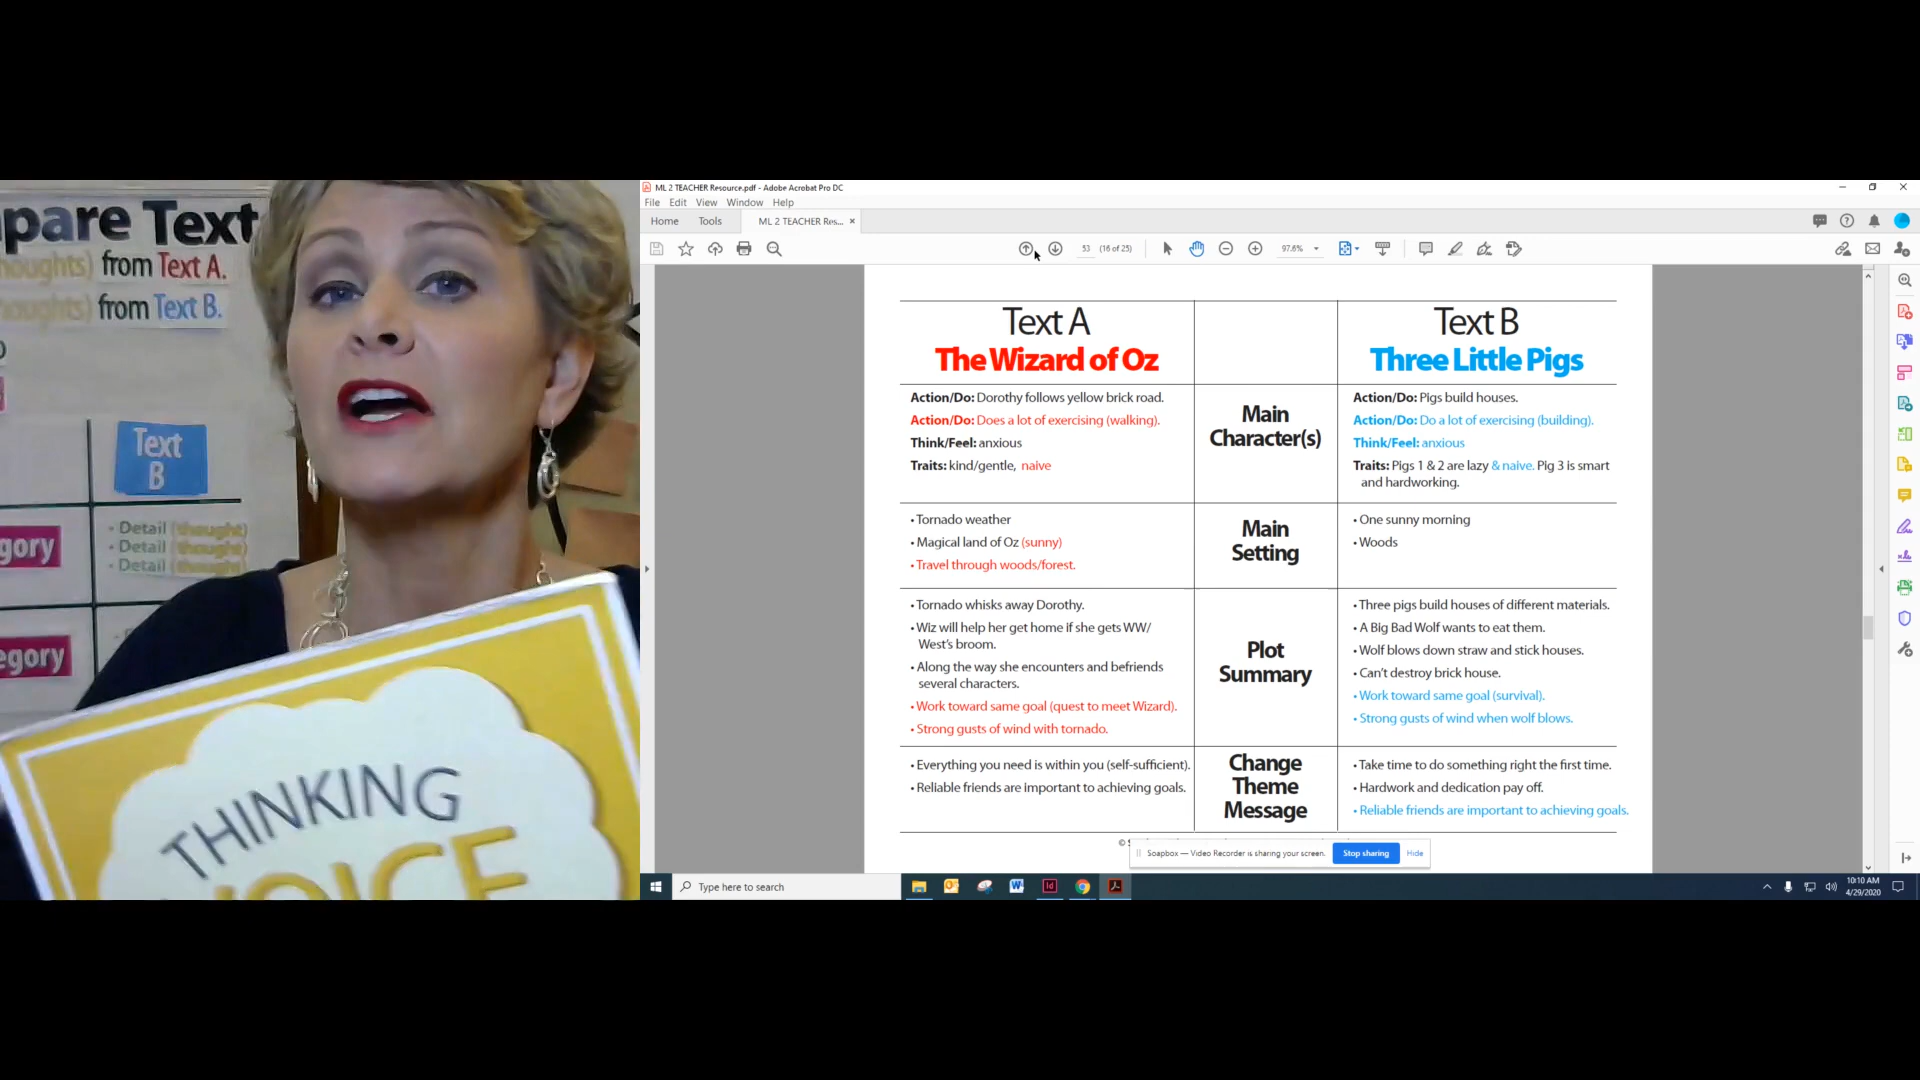 pare Text
houghts) from Text A.
houghts) from Text B.
Text
B
gory
• Detail (thought)
• Detail (thought)
• Detail (thought)
egory
THINKING
VOICE
ML 2 TEACHER Resource.pdf - Adobe Acrobat Pro DC
File Edit View Window Help
Home Tools ML 2 TEACHER Res... ×
53 (16 of 25) 97.6%
Text A
The Wizard of Oz
Text B
Three Little Pigs
Action/Do: Dorothy follows yellow brick road.
Action/Do: Does a lot of exercising (walking).
Think/Feel: anxious
Traits: kind/gentle, naive
Main
Character(s)
Action/Do: Pigs build houses.
Action/Do: Do a lot of exercising (building).
Think/Feel: anxious
Traits: Pigs 1 & 2 are lazy & naive. Pig 3 is smart
and hardworking.
• Tornado weather
• Magical land of Oz (sunny)
• Travel through woods/forest.
Main
Setting
• One sunny morning
• Woods
• Tornado whisks away Dorothy.
• Wiz will help her get home if she gets WW/
West's broom.
• Along the way she encounters and befriends
several characters.
• Work toward same goal (quest to meet Wizard).
• Strong gusts of wind with tornado.
Plot
Summary
• Three pigs build houses of different materials.
• A Big Bad Wolf wants to eat them.
• Wolf blows down straw and stick houses.
• Can't destroy brick house.
• Work toward same goal (survival).
• Strong gusts of wind when wolf blows.
• Everything you need is within you (self-sufficient).
• Reliable friends are important to achieving goals.
Change
Theme
Message
• Take time to do something right the first time.
• Hardwork and dedication pay off.
• Reliable friends are important to achieving goals.
Soapbox — Video Recorder is sharing your screen. Stop sharing Hide
Type here to search
10:10 AM
4/29/2020